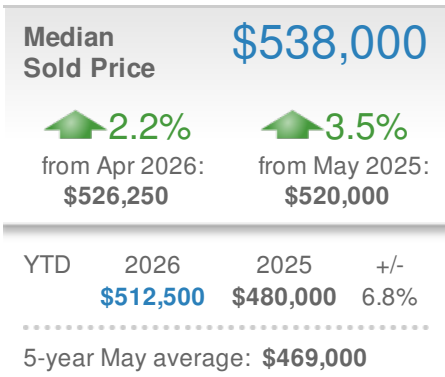 Median
Sold Price
$538,000
2.2%
from Apr 2026:
$526,250
3.5%
from May 2025:
$520,000
YTD 2026 2025 +/-
$512,500 $480,000 6.8%
5-year May average: $469,000